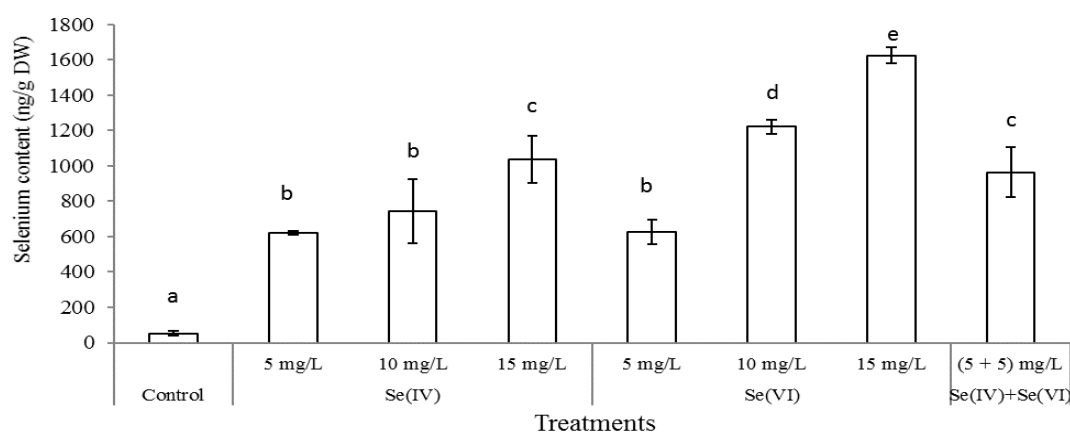 Selenium content (ng/g DW)
1800
1600
1400
1200
1000
800
600
400
200
0
a
b
b
c
b
d
e
c
5 mg/L 10 mg/L 15 mg/L 5 mg/L 10 mg/L 15 mg/L (5 + 5) mg/L
Control Se(IV) Se(VI) Se(IV)+Se(VI)
Treatments